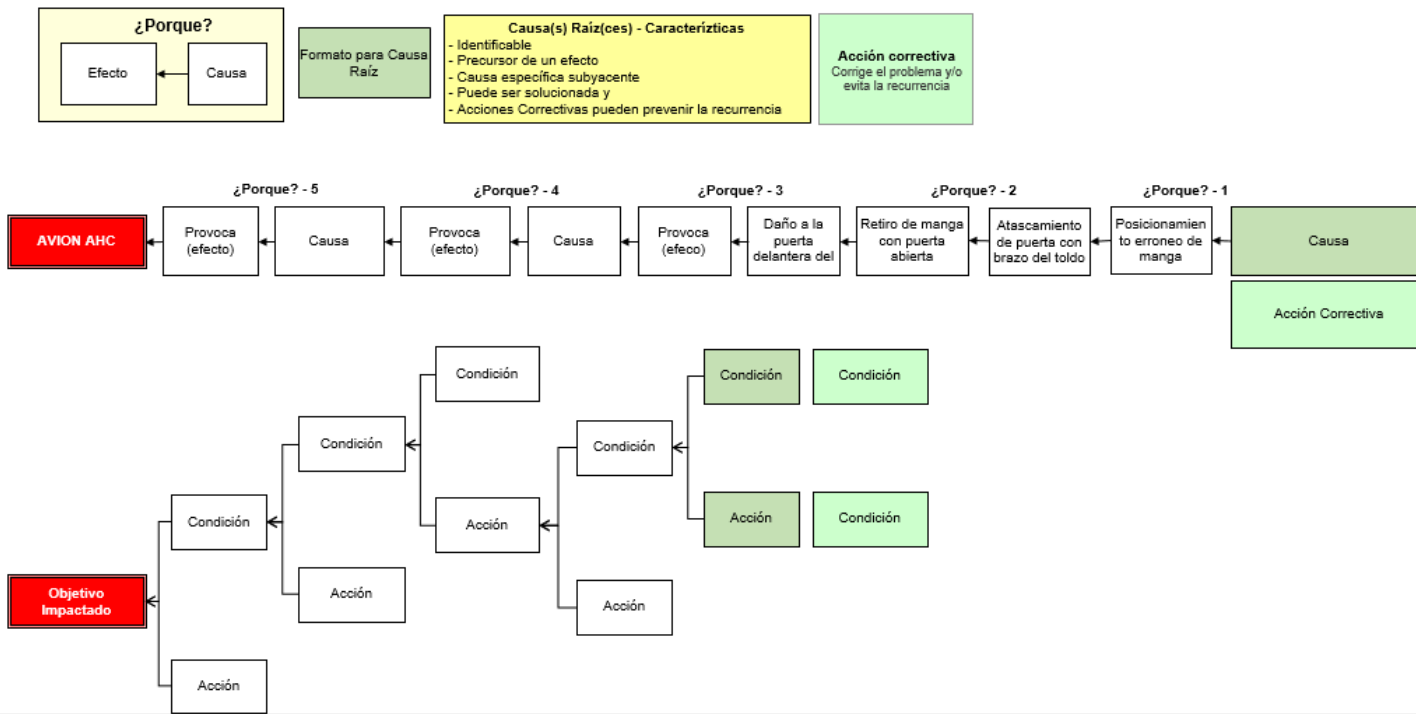 ¿Porque?
Efecto
Causa
Formato para Causa
Raíz
Causa(s) Raíz(ces) - Caracterízticas
- Identificable
- Precursor de un efecto
- Causa específica subyacente
- Puede ser solucionada y
- Acciones Correctivas pueden prevenir la recurrencia
Acción correctiva
Corrige el problema y/o
evita la recurrencia
¿Porque? - 5
¿Porque? - 4
¿Porque? - 3
¿Porque? - 2
¿Porque? - 1
AVION AHC
Provoca
(efecto)
Causa
Provoca
(efecto)
Causa
Provoca
(efeco)
Daño a la
puerta
delantera del
Retiro de manga
con puerta
abierta
Atascamiento
de puerta con
brazo del toldo
Posicionamien
to erroneo de
manga
Causa
Acción Correctiva
Condición
Condición
Condición
Condición
Condición
Condición
Acción
Acción
Condición
Objetivo
Impactado
Acción
Acción
Acción